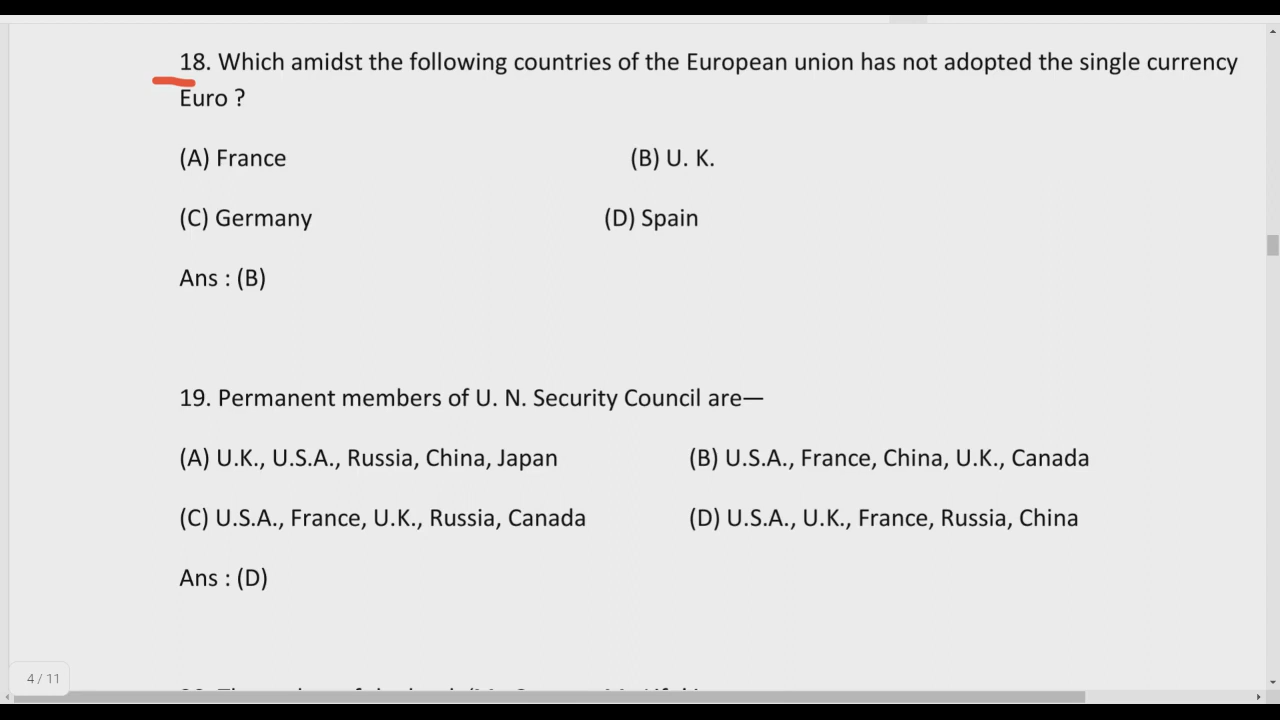 18. Which amidst the following countries of the European union has not adopted the single currency
Euro ?
(A) France (B) U. K.
(C) Germany (D) Spain
Ans : (B)
19. Permanent members of U. N. Security Council are—
(A) U.K., U.S.A., Russia, China, Japan (B) U.S.A., France, China, U.K., Canada
(C) U.S.A., France, U.K., Russia, Canada (D) U.S.A., U.K., France, Russia, China
Ans : (D)
4 / 11